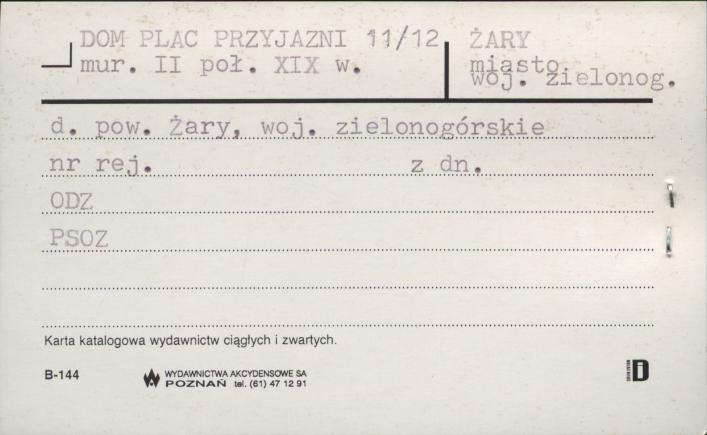 DOM PLAC PRZYJAZNI 11/12
mur. II poł. XIX w.
ŻARY
miasto
woj. zielonog.
d. pow. Żary, woj. zielonogórskie
nr rej. z dn.
ODZ
PSOZ
Karta katalogowa wydawnictw ciągłych i zwartych.
B-144
WYDAWNICTWA AKCYDENSOWE SA
POZNAŃ tel. (61) 47 12 91